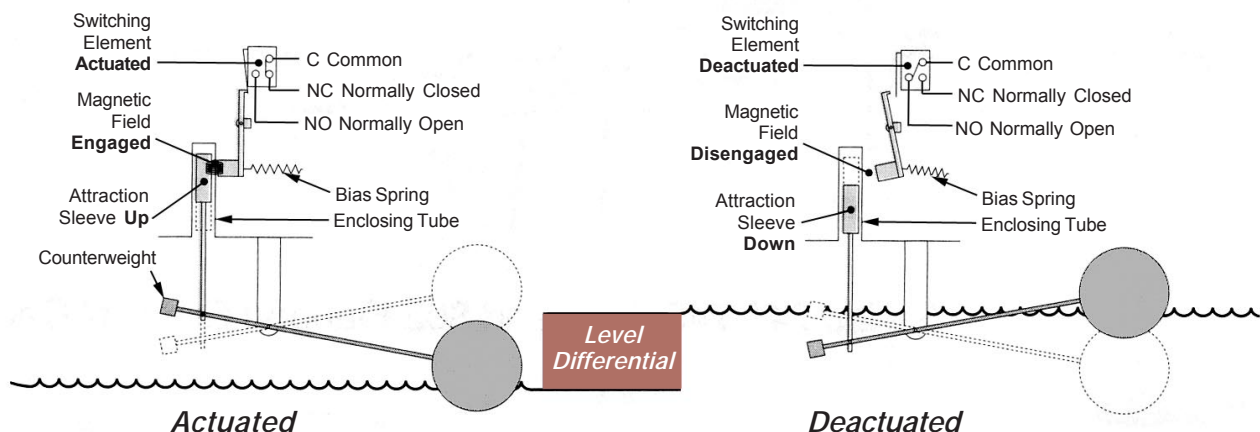 Switching
Element
Actuated
C Common
NC Normally Closed
NO Normally Open
Magnetic
Field
Engaged
Bias Spring
Attraction
Sleeve Up
Enclosing Tube
Counterweight
Actuated
Level
Differential
Switching
Element
Deactuated
C Common
NC Normally Closed
NO Normally Open
Magnetic
Field
Disengaged
Bias Spring
Attraction
Sleeve
Down
Enclosing Tube
Deactuated